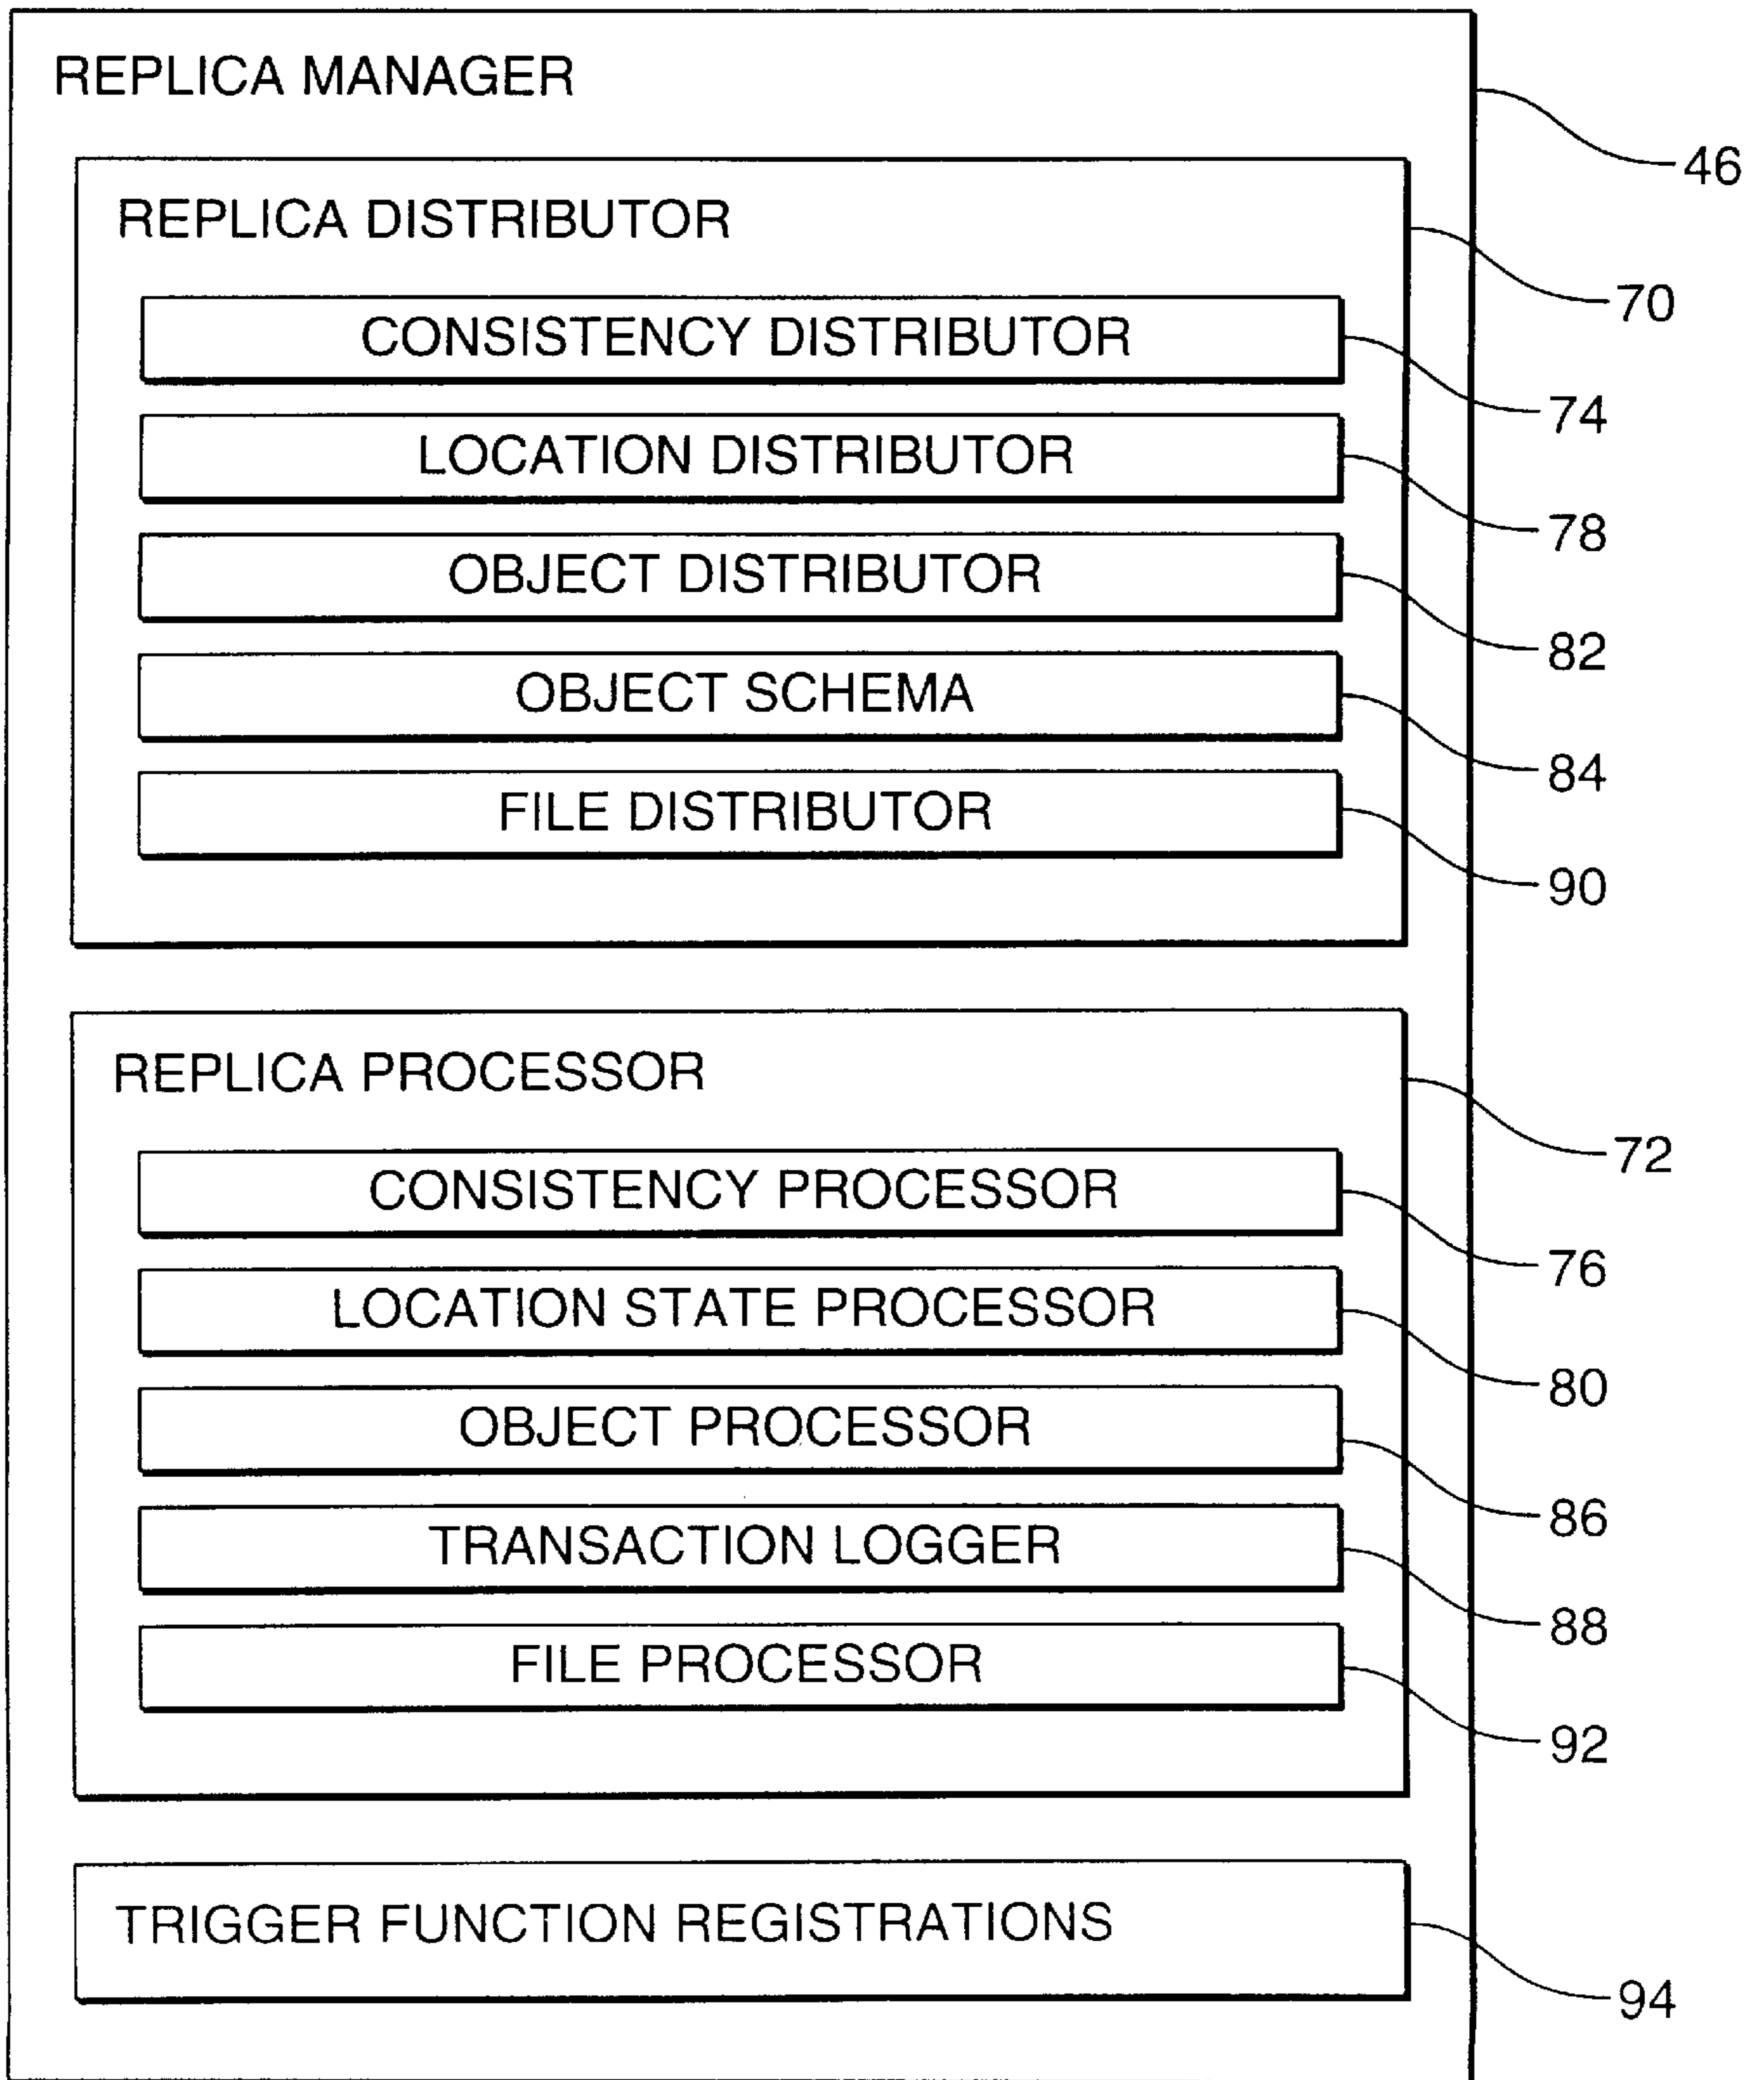 REPLICA MANAGER
46
REPLICA DISTRIBUTOR
70
CONSISTENCY DISTRIBUTOR
74
LOCATION DISTRIBUTOR
78
OBJECT DISTRIBUTOR
82
OBJECT SCHEMA
84
FILE DISTRIBUTOR
90
REPLICA PROCESSOR
72
CONSISTENCY PROCESSOR
76
LOCATION STATE PROCESSOR
80
OBJECT PROCESSOR
86
TRANSACTION LOGGER
88
FILE PROCESSOR
92
TRIGGER FUNCTION REGISTRATIONS
94